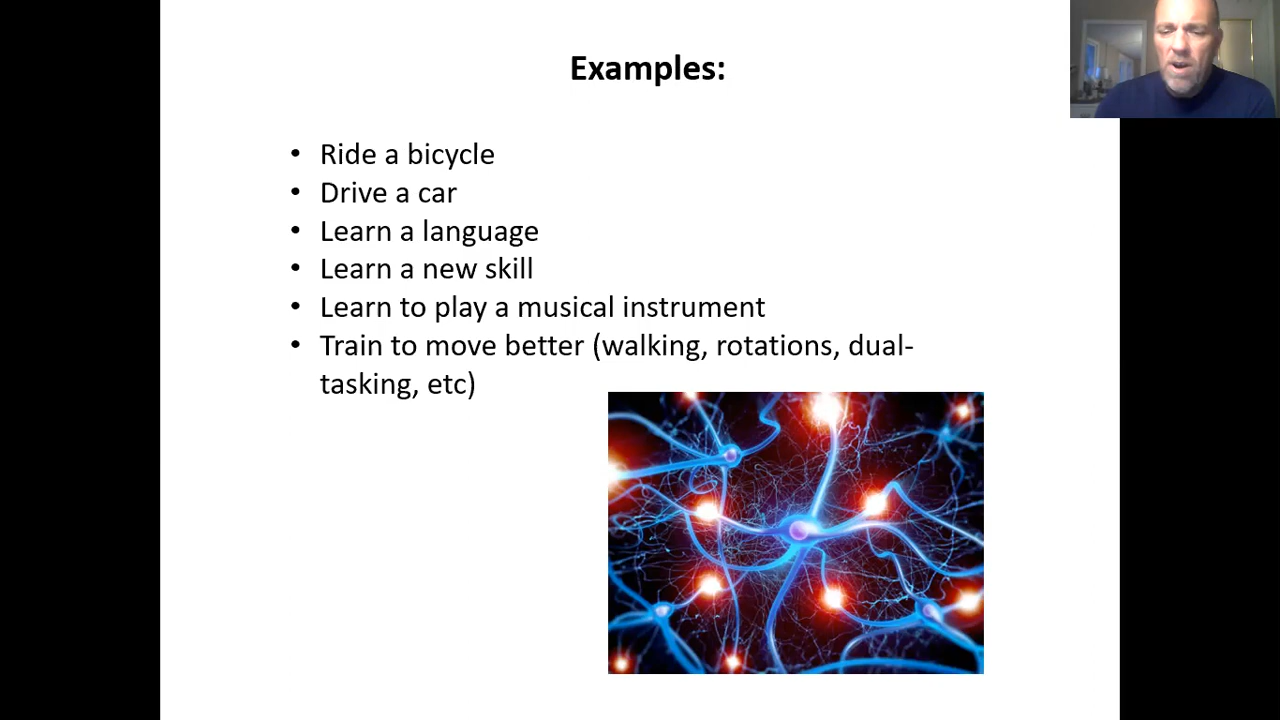 Examples:
• Ride a bicycle
• Drive a car
• Learn a language
• Learn a new skill
• Learn to play a musical instrument
• Train to move better (walking, rotations, dual-
tasking, etc)